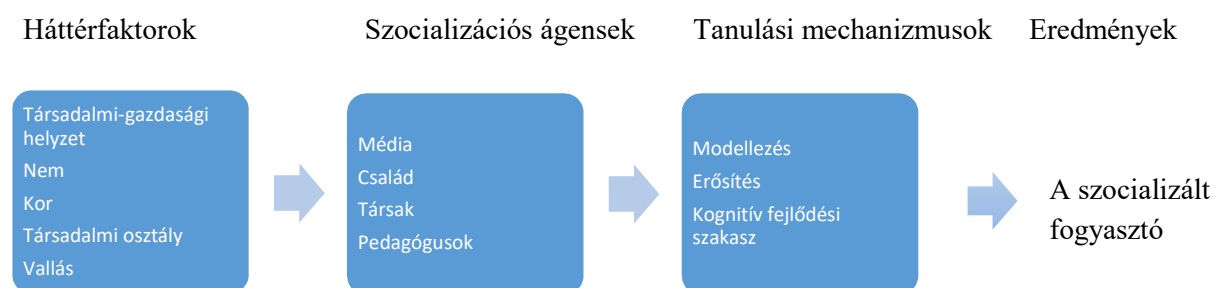 Háttérfaktorok
Szocializációs ágensek
Tanulási mechanizmusok
Eredmények
Társadalmi-gazdasági
helyzet
Nem
Kor
Társadalmi osztály
Vallás
Média
Család
Társak
Pedagógusok
Modellezés
Erősítés
Kognitív fejlődési
szakasz
A szocializált
fogyasztó